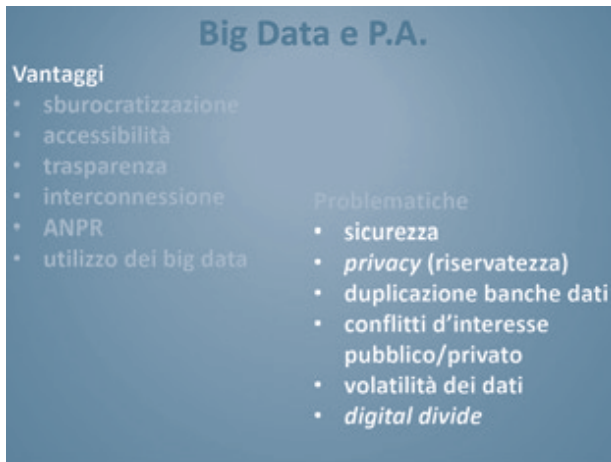 Big Data e P.A.
Vantaggi
• sburocratizzazione
• accessibilità
• trasparenza
• interconnessione
• ANPR
• utilizzo dei big data
Problematiche
• sicurezza
• privacy (riservatezza)
• duplicazione banche dati
• conflitti d'interesse
pubblico/privato
• volatilità dei dati
• digital divide